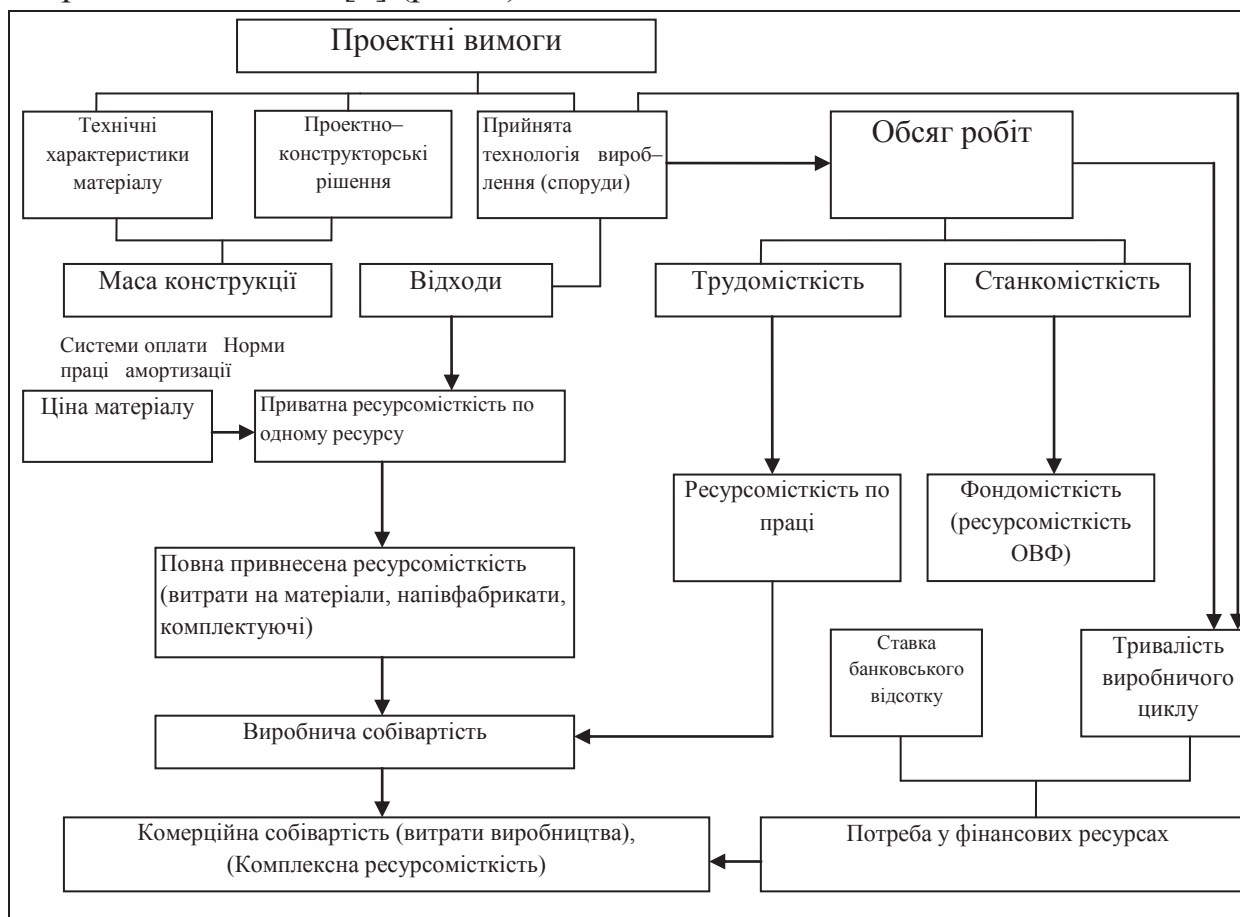 Проектні вимоги
Технічні
характеристики
матеріалу
Проектно–
конструкторські
рішення
Прийнята
технологія вироб–
лення (споруди)
Обсяг робіт
Маса конструкції
Відходи
Трудомісткість
Станкомісткість
Системи оплати Норми
праці амортизації
Ціна матеріалу
Приватна ресурсомісткість по
одному ресурсу
Ресурсомісткість по
праці
Фондомісткість
(ресурсомісткість
ОВФ)
Повна привнесена ресурсомісткість
(витрати на матеріали, напівфабрикати,
комплектуючі)
Ставка
банковського
відсотку
Тривалість
виробничого
циклу
Виробнича собівартість
Комерційна собівартість (витрати виробництва),
(Комплексна ресурсомісткість)
Потреба у фінансових ресурсах